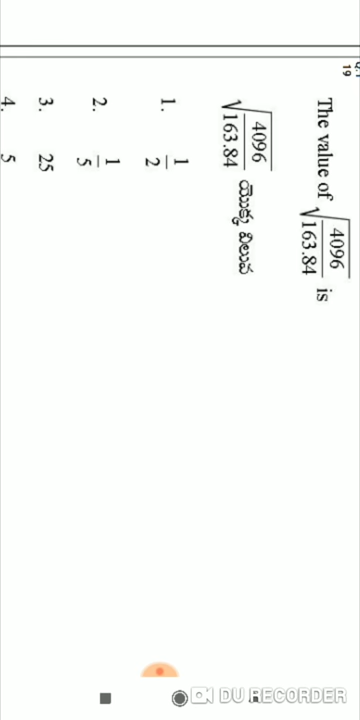 19
The value of √(4096/163.84) is
√(4096/163.84) యొక్క విలువ
1. 1/2
2. 1/5
3. 25
4. 5
DU RECORDER